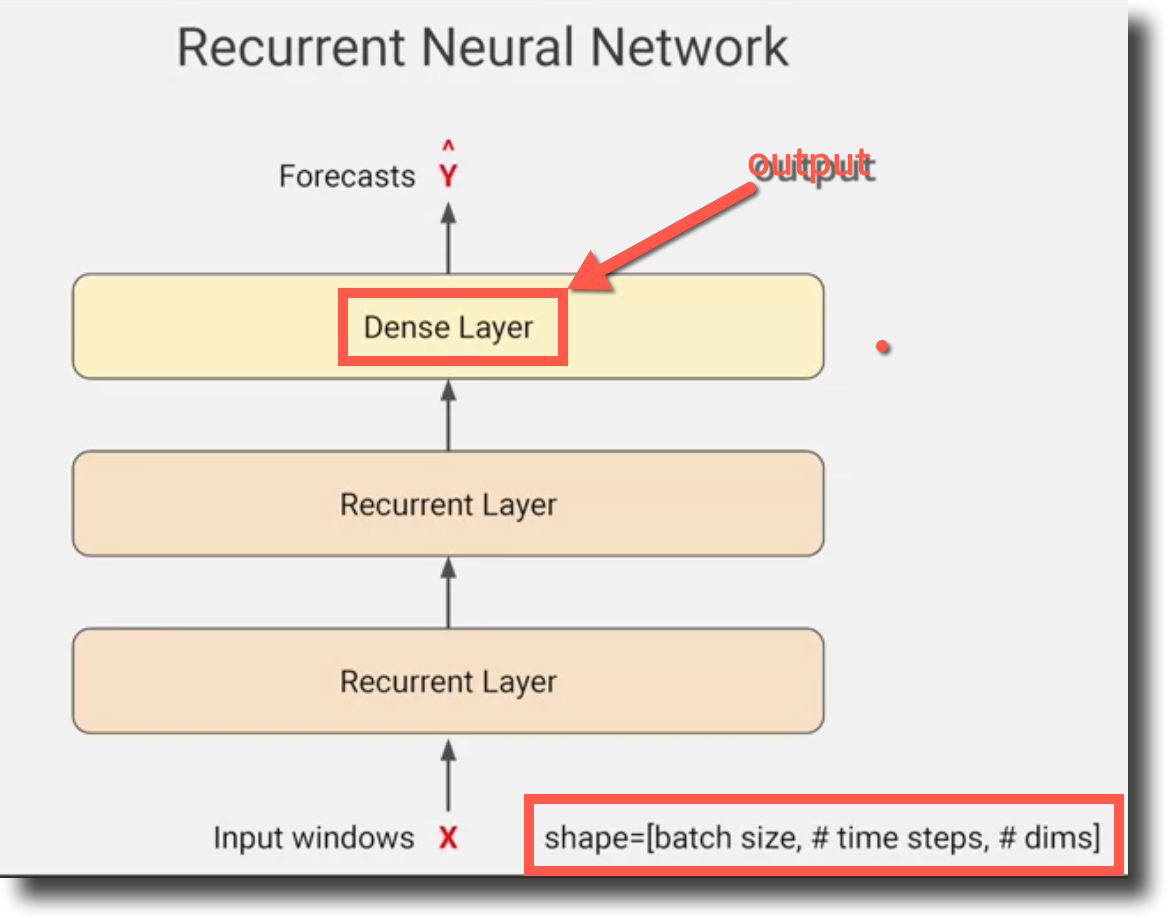 Recurrent Neural Network
Forecasts Ŷ
output
Dense Layer
Recurrent Layer
Recurrent Layer
Input windows X
shape=[batch size, # time steps, # dims]